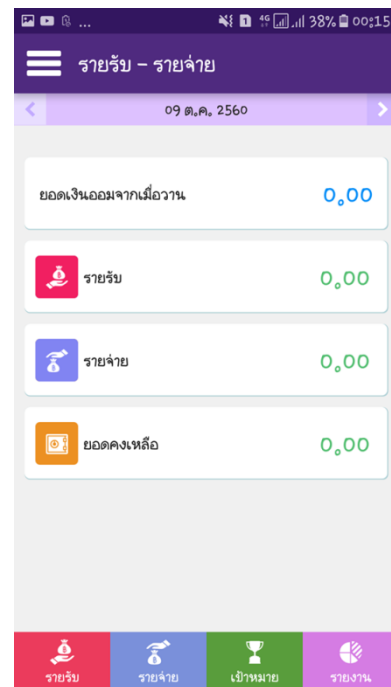 ... 1 4G 38% 00:15
รายรับ – รายจ่าย
09 ต.ค. 2560
ยอดเงินออมจากเมื่อวาน 0.00
รายรับ 0.00
รายจ่าย 0.00
ยอดคงเหลือ 0.00
รายรับ รายจ่าย เป้าหมาย รายงาน